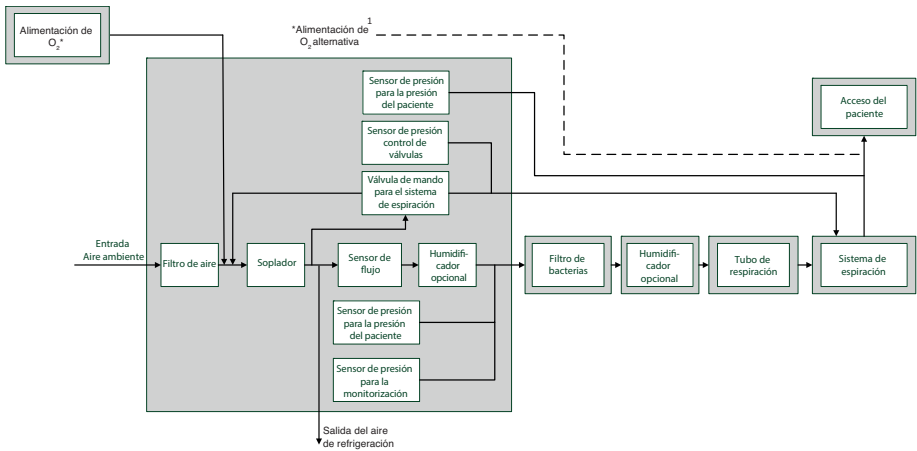 Alimentación de
O2*
*Alimentación de1
O2 alternativa
Sensor de presión
para la presión
del paciente
Acceso del
paciente
Sensor de presión
control de
válvulas
Válvula de mando
para el sistema
de espiración
Entrada
Aire ambiente
Filtro de aire
Soplador
Sensor de
flujo
Humidifi-
cador
opcional
Filtro de
bacterias
Humidifi-
cador
opcional
Tubo de
respiración
Sistema de
espiración
Sensor de presión
para la presión
del paciente
Sensor de presión
para la
monitorización
Salida del aire
de refrigeración